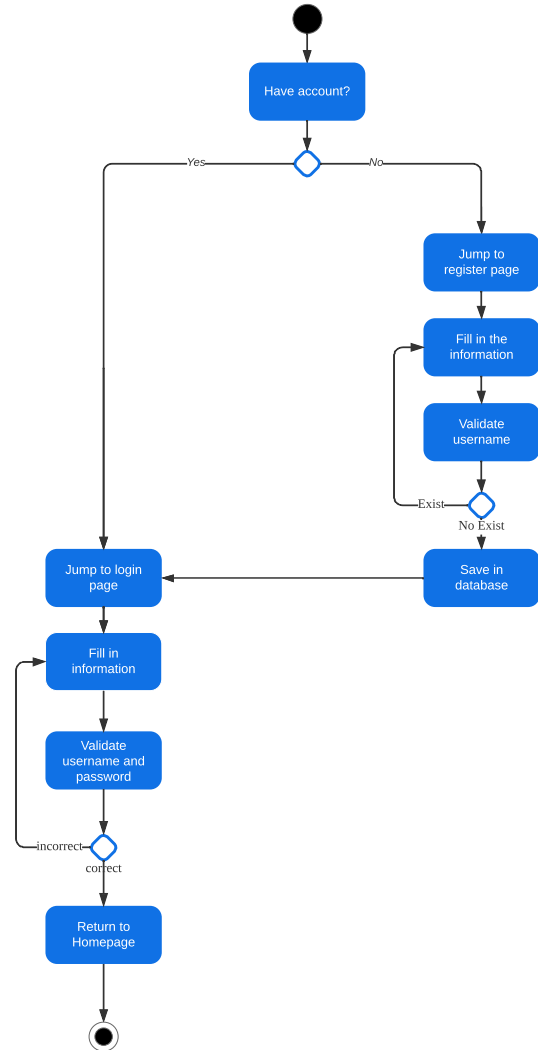 Have account?
Yes
No
Jump to
register page
Fill in the
information
Validate
username
Exist
No Exist
Jump to login
page
Save in
database
Fill in
information
Validate
username and
password
incorrect
correct
Return to
Homepage